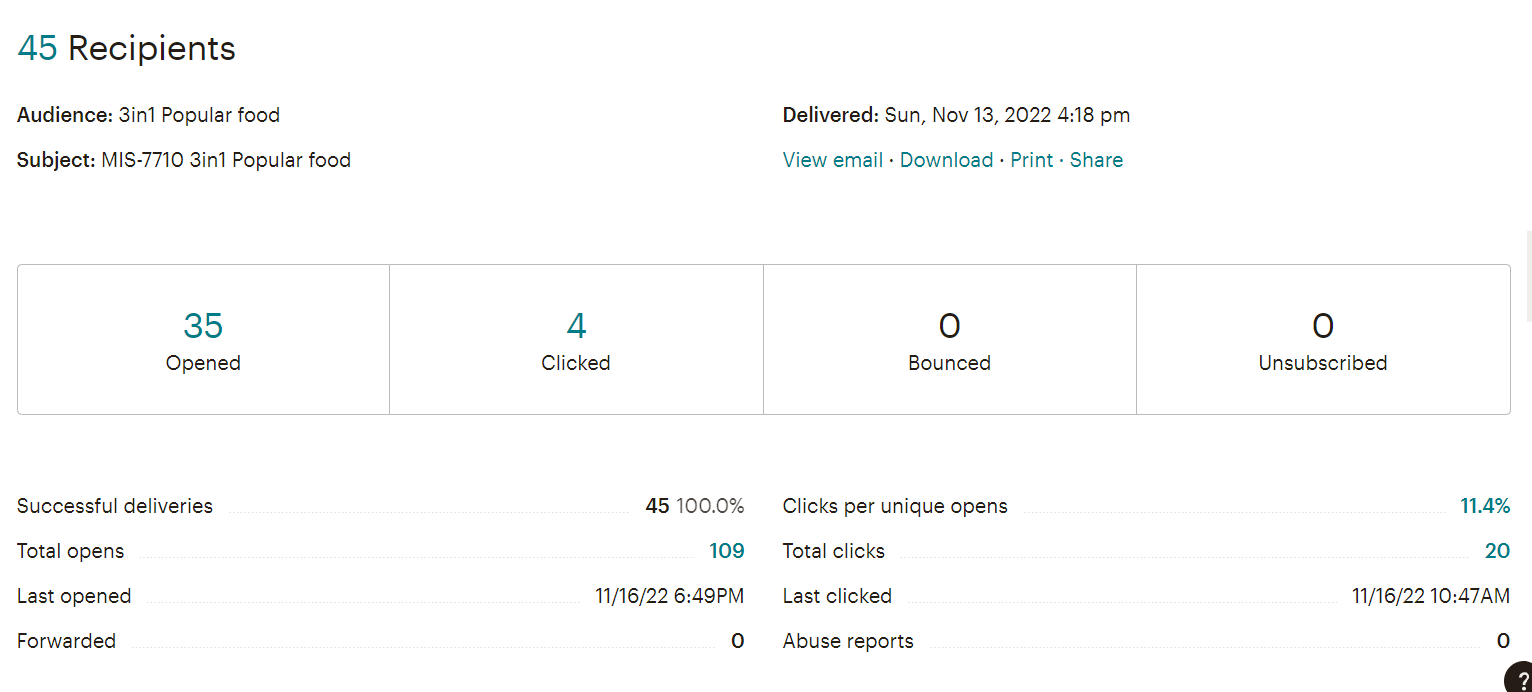 45 Recipients
Audience: 3in1 Popular food
Delivered: Sun, Nov 13, 2022 4:18 pm
Subject: MIS-7710 3in1 Popular food
View email · Download · Print · Share
35
Opened
4
Clicked
0
Bounced
0
Unsubscribed
Successful deliveries 45 100.0%
Clicks per unique opens 11.4%
Total opens 109
Total clicks 20
Last opened 11/16/22 6:49PM
Last clicked 11/16/22 10:47AM
Forwarded 0
Abuse reports 0
?